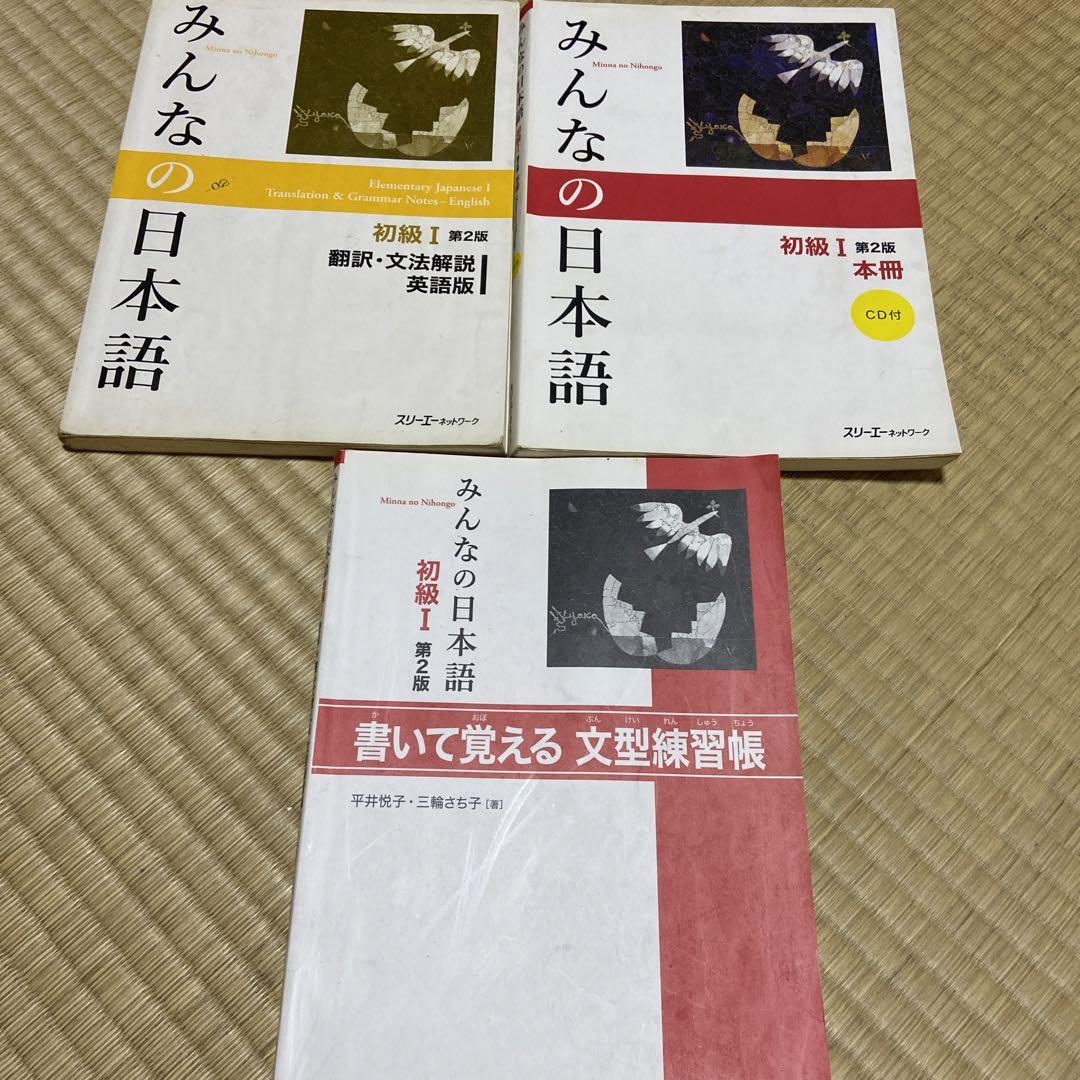 みんなの日本語
Minna no Nihongo
Elementary Japanese I
Translation & Grammar Notes－English
初級 I 第2版
翻訳・文法解説
英語版
スリーエーネットワーク
みんなの日本語
Minna no Nihongo
初級 I 第2版
本冊
CD付
スリーエーネットワーク
みんなの日本語
Minna no Nihongo
初級 I 第2版
か おぼ ぶん けい れん しゅう ちょう
書いて覚える 文型練習帳
平井悦子・三輪さち子［著］